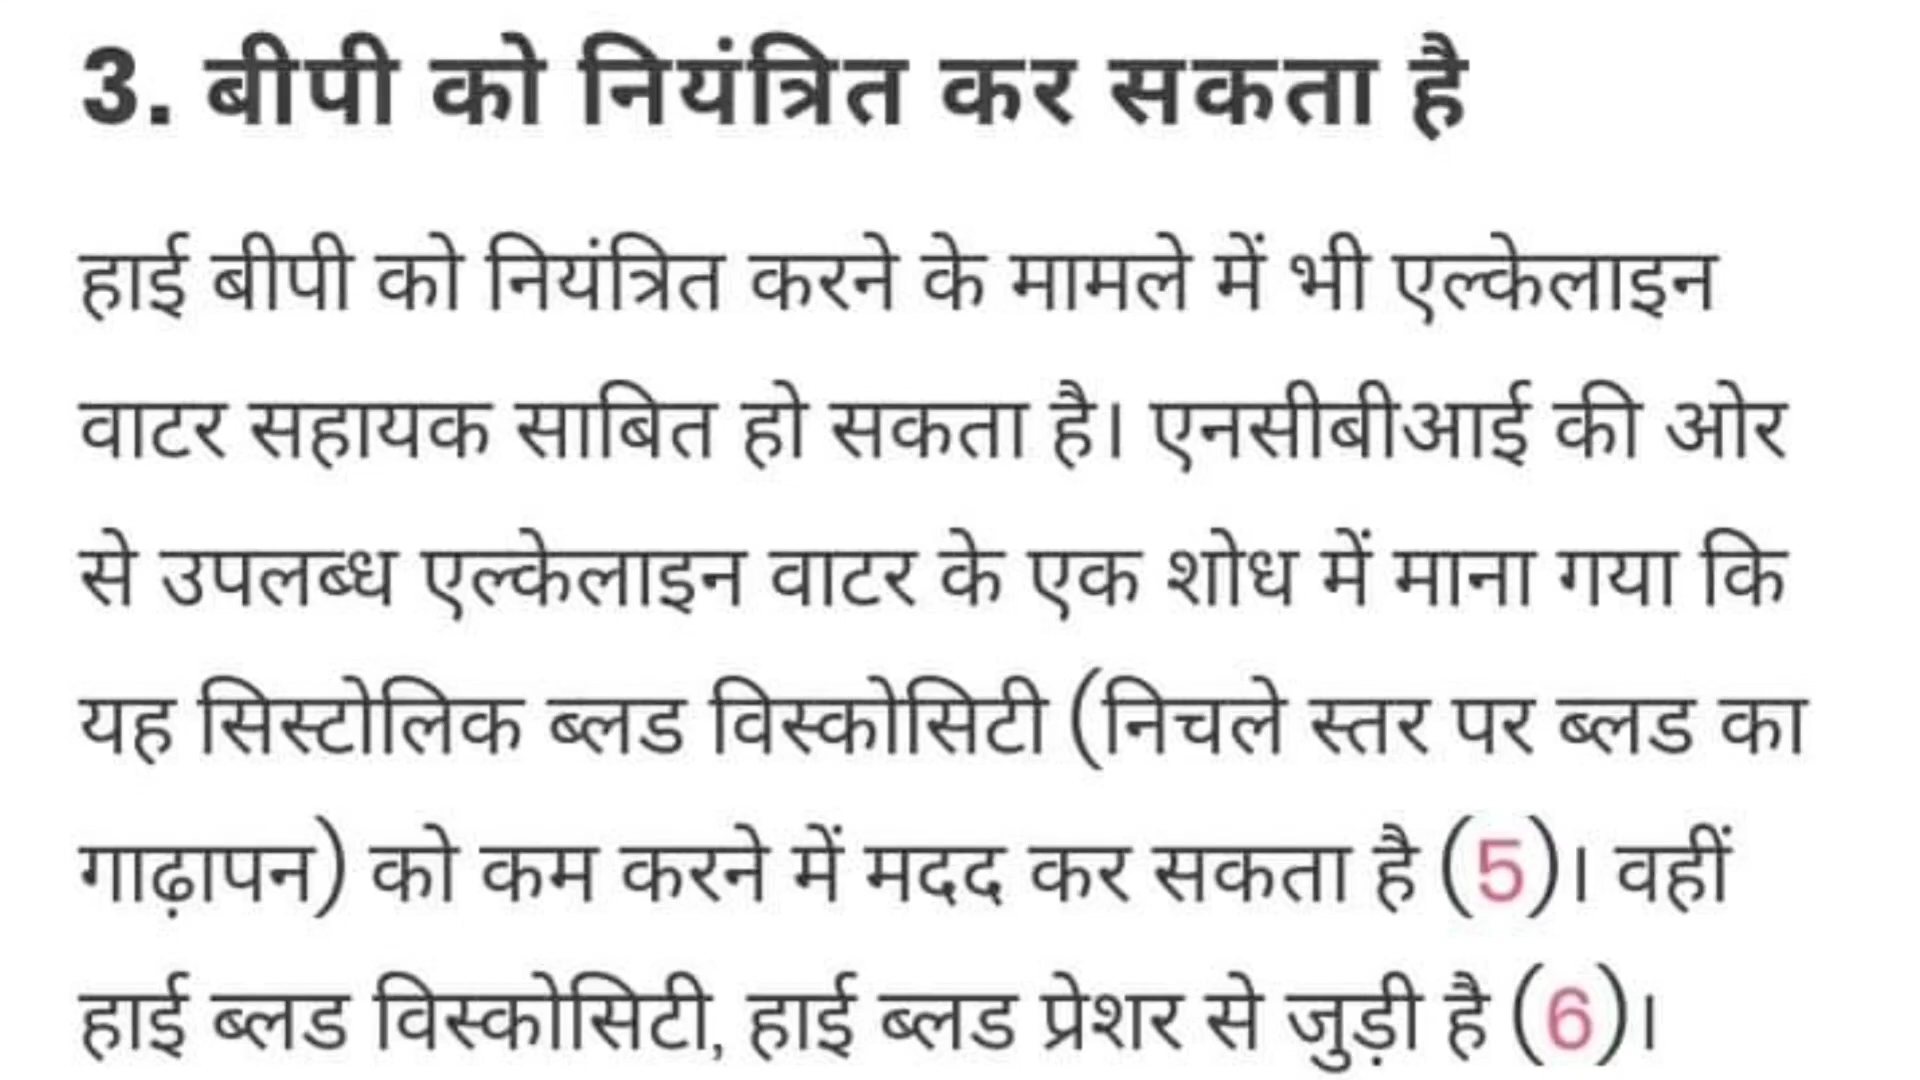 3. बीपी को नियंत्रित कर सकता है
हाई बीपी को नियंत्रित करने के मामले में भी एल्केलाइन
वाटर सहायक साबित हो सकता है। एनसीबीआई की ओर
से उपलब्ध एल्केलाइन वाटर के एक शोध में माना गया कि
यह सिस्टोलिक ब्लड विस्कोसिटी (निचले स्तर पर ब्लड का
गाढ़ापन) को कम करने में मदद कर सकता है (5)। वहीं
हाई ब्लड विस्कोसिटी, हाई ब्लड प्रेशर से जुड़ी है (6)।